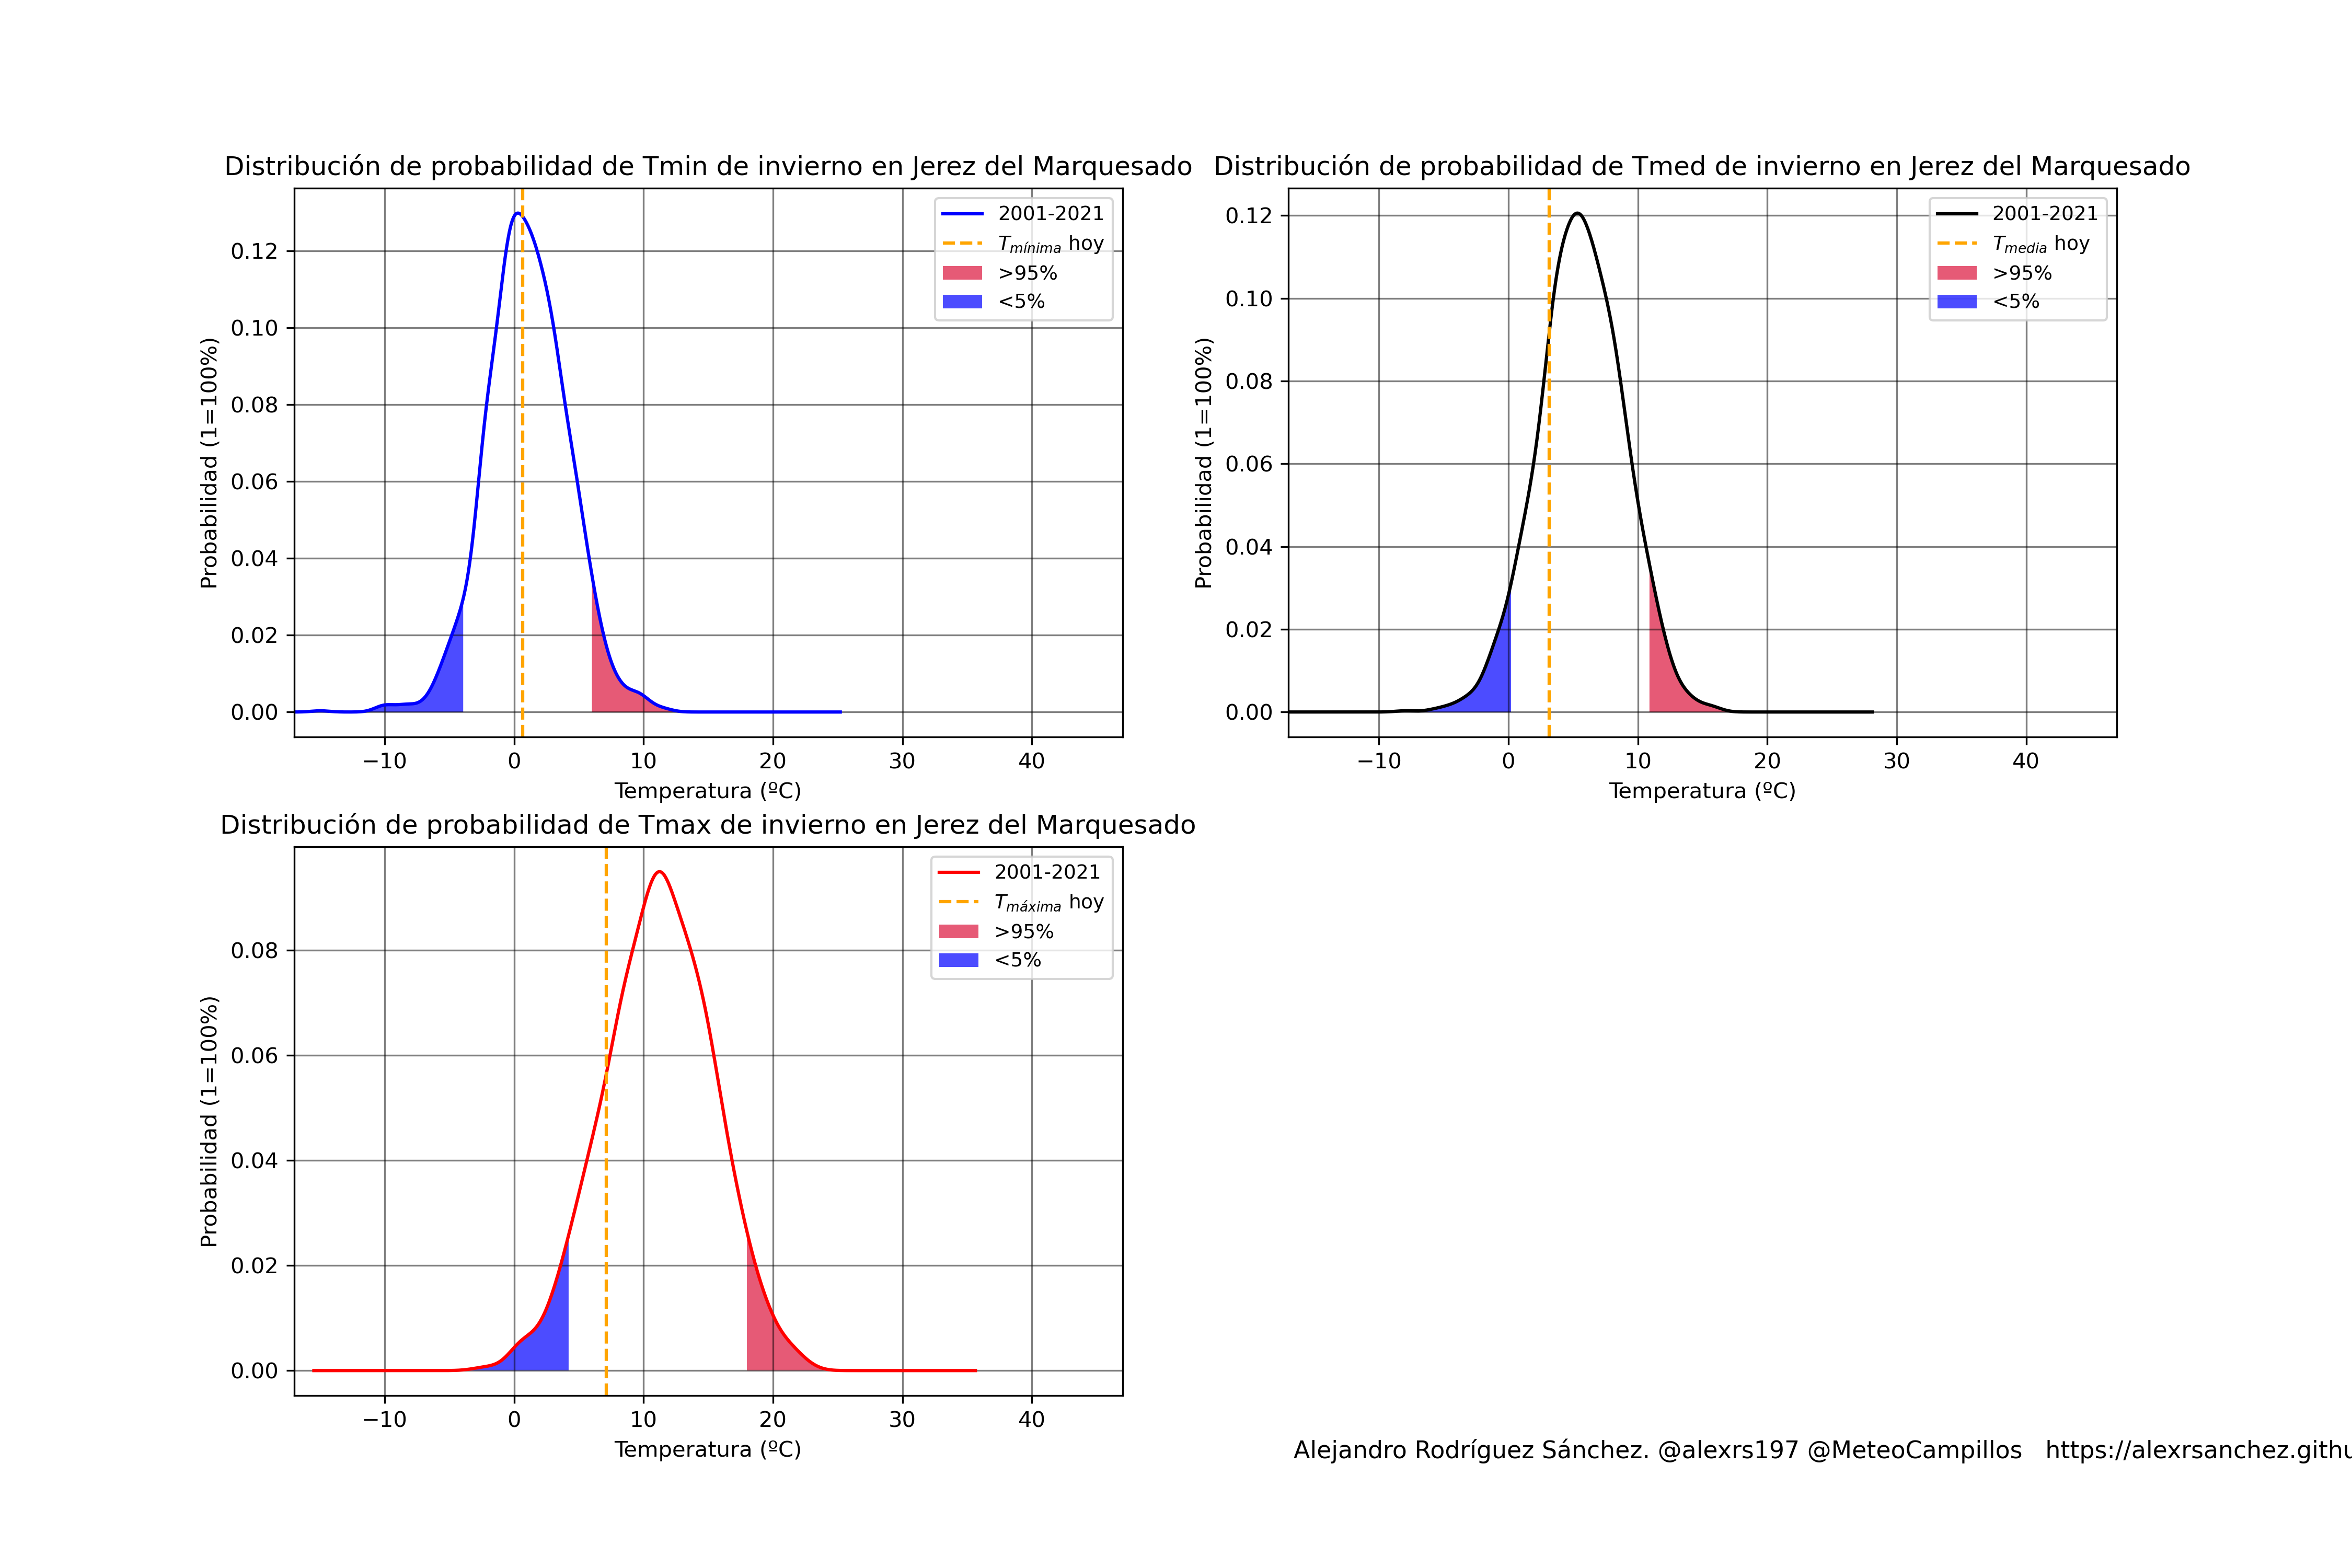 Distribución de probabilidad de Tmin de invierno en Jerez del Marquesado
Probabilidad (1=100%)
0.12
0.10
0.08
0.06
0.04
0.02
0.00
−10 0 10 20 30 40
Temperatura (ºC)
2001-2021
Tmínima hoy
>95%
<5%
Distribución de probabilidad de Tmed de invierno en Jerez del Marquesado
Probabilidad (1=100%)
0.12
0.10
0.08
0.06
0.04
0.02
0.00
−10 0 10 20 30 40
Temperatura (ºC)
2001-2021
Tmedia hoy
>95%
<5%
Distribución de probabilidad de Tmax de invierno en Jerez del Marquesado
Probabilidad (1=100%)
0.08
0.06
0.04
0.02
0.00
−10 0 10 20 30 40
Temperatura (ºC)
2001-2021
Tmáxima hoy
>95%
<5%
Alejandro Rodríguez Sánchez. @alexrs197 @MeteoCampillos https://alexrsanchez.githu